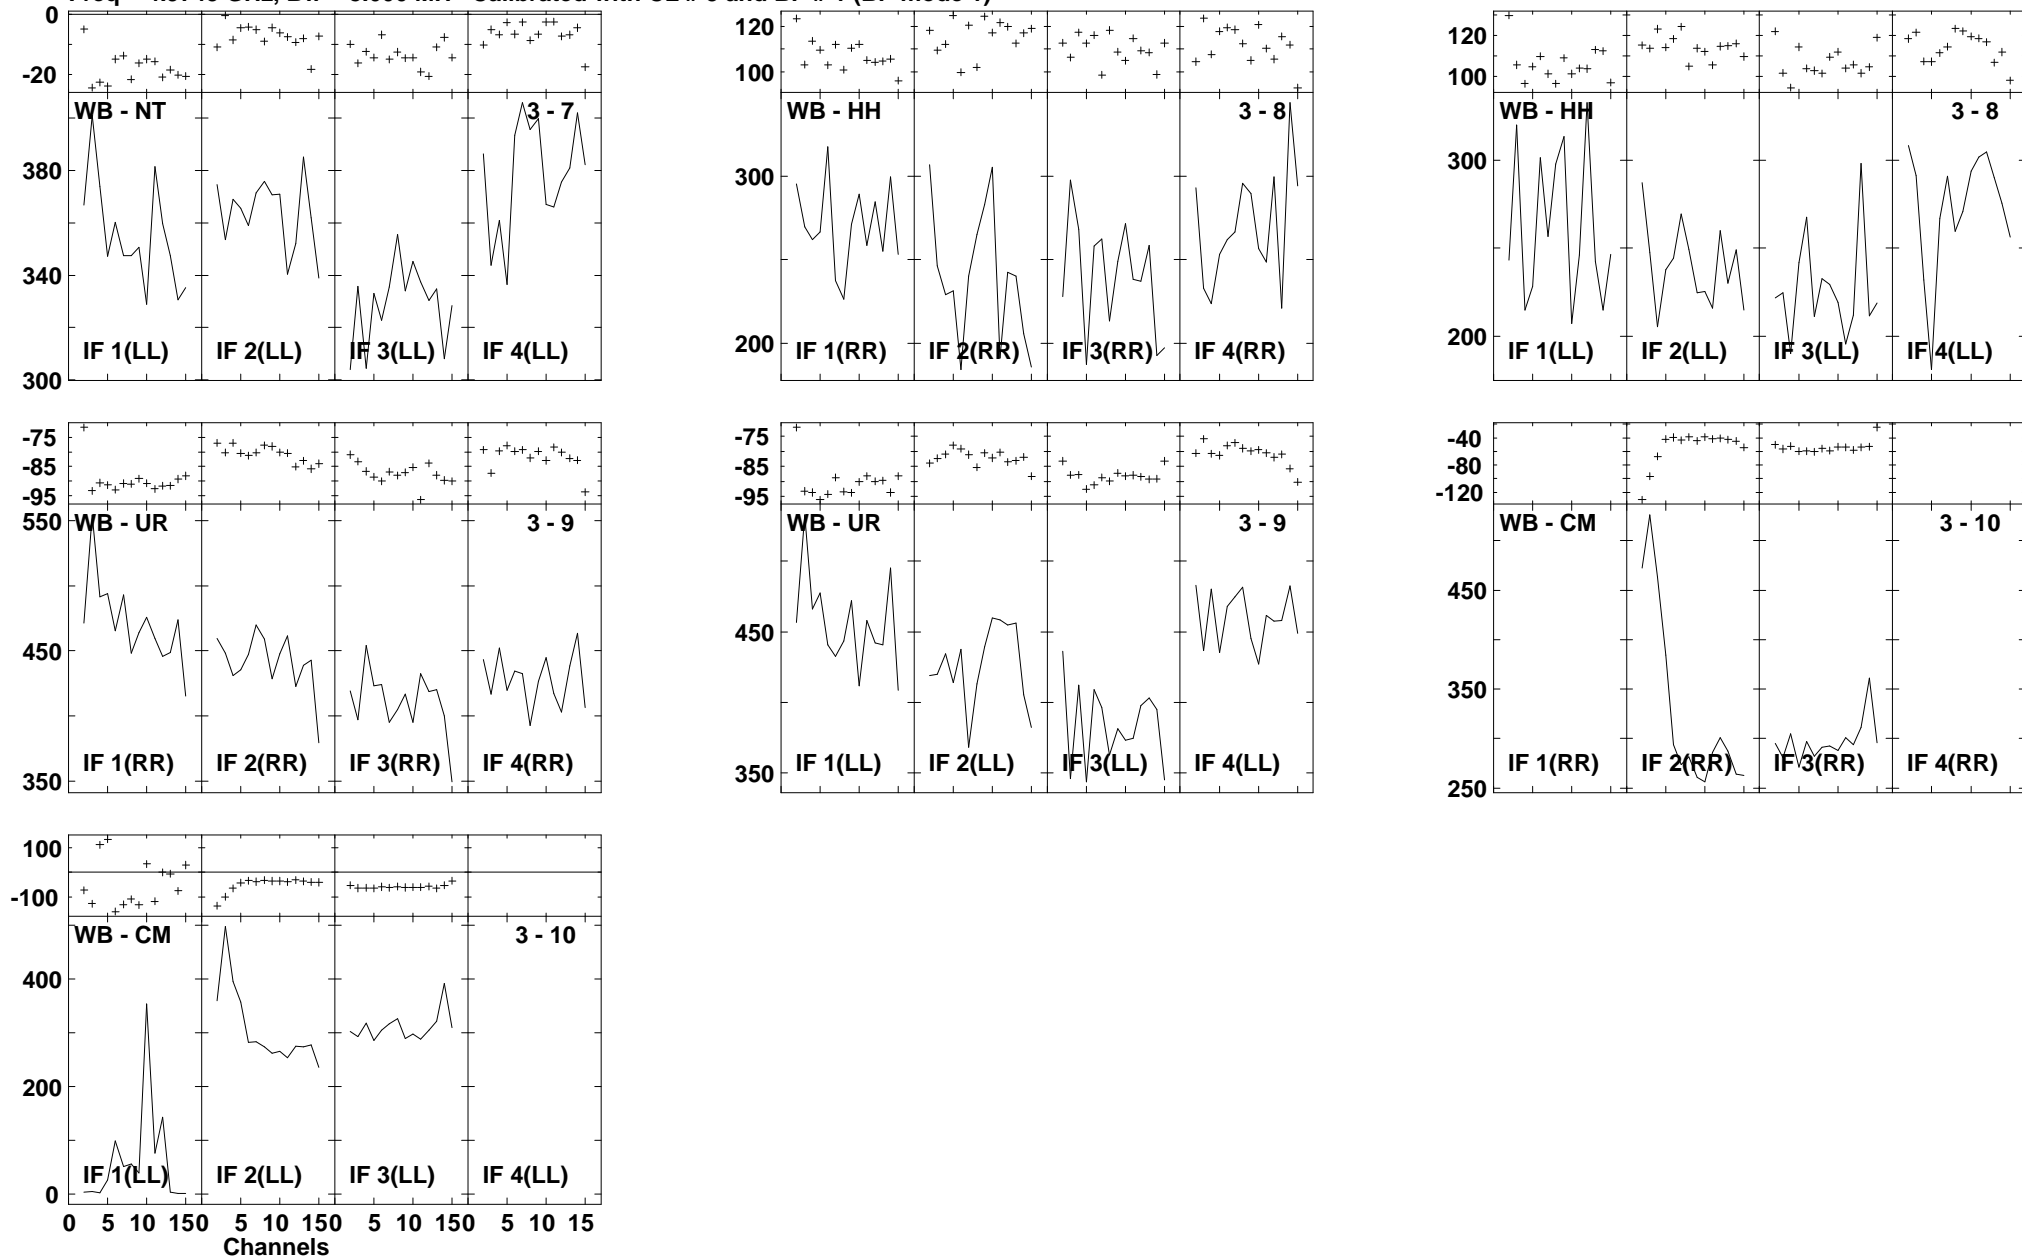 0
-20
WB - NT
3 - 7
380
340
300
IF 1(LL)
IF 2(LL)
IF 3(LL)
IF 4(LL)
120
100
WB - HH
3 - 8
300
200
IF 1(RR)
IF 2(RR)
IF 3(RR)
IF 4(RR)
120
100
WB - HH
3 - 8
300
200
IF 1(LL)
IF 2(LL)
IF 3(LL)
IF 4(LL)
-75
-85
-95
WB - UR
3 - 9
550
450
350
IF 1(RR)
IF 2(RR)
IF 3(RR)
IF 4(RR)
-75
-85
-95
WB - UR
3 - 9
450
350
IF 1(LL)
IF 2(LL)
IF 3(LL)
IF 4(LL)
-40
-80
-120
WB - CM
3 - 10
450
350
250
IF 1(RR)
IF 2(RR)
IF 3(RR)
IF 4(RR)
100
-100
WB - CM
3 - 10
400
200
0
IF 1(LL)
IF 2(LL)
IF 3(LL)
IF 4(LL)
0 5 10 150 5 10 150 5 10 150 5 10 15
Channels